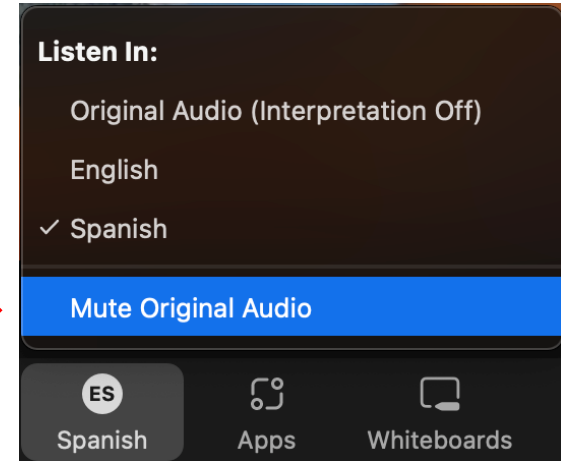 Listen In:
Original Audio (Interpretation Off)
English
✓ Spanish
Mute Original Audio
ES
Spanish Apps Whiteboards